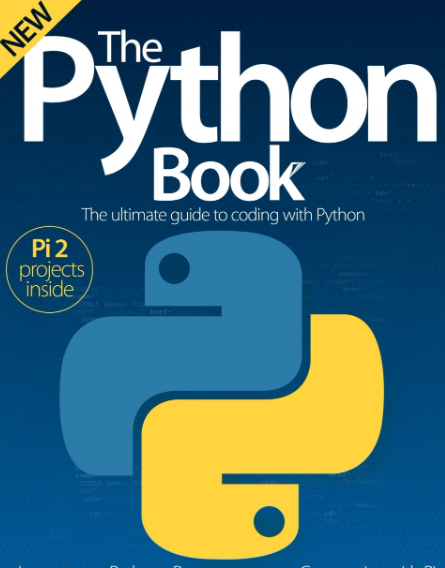 NEW
The
Python
Book
The ultimate guide to coding with Python
Pi 2
projects
inside